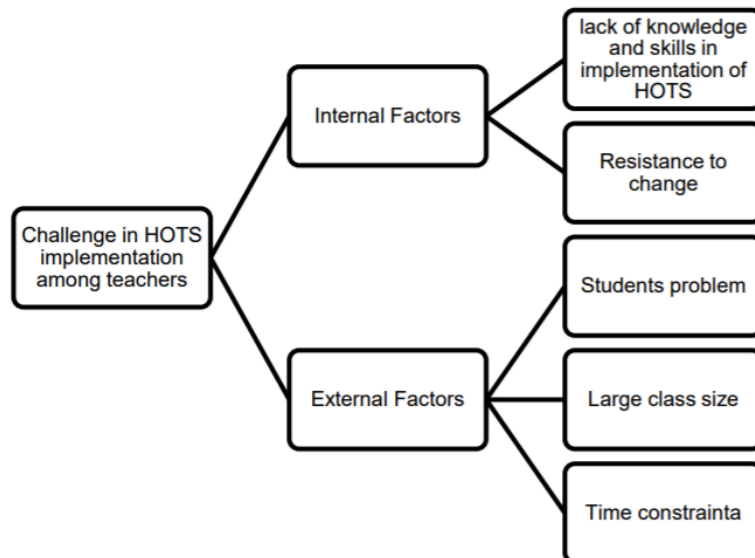 lack of knowledge
and skills in
implementation of
HOTS
Internal Factors
Resistance to
change
Challenge in HOTS
implementation
among teachers
Students problem
External Factors
Large class size
Time constrainta